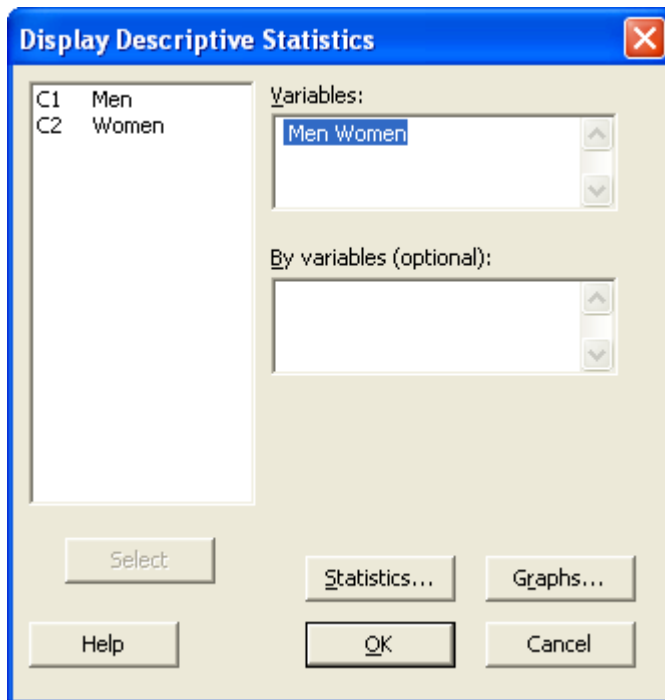 Display Descriptive Statistics
C1 Men
C2 Women
Variables:
Men Women
By variables (optional):
Select
Statistics...
Graphs...
Help
OK
Cancel